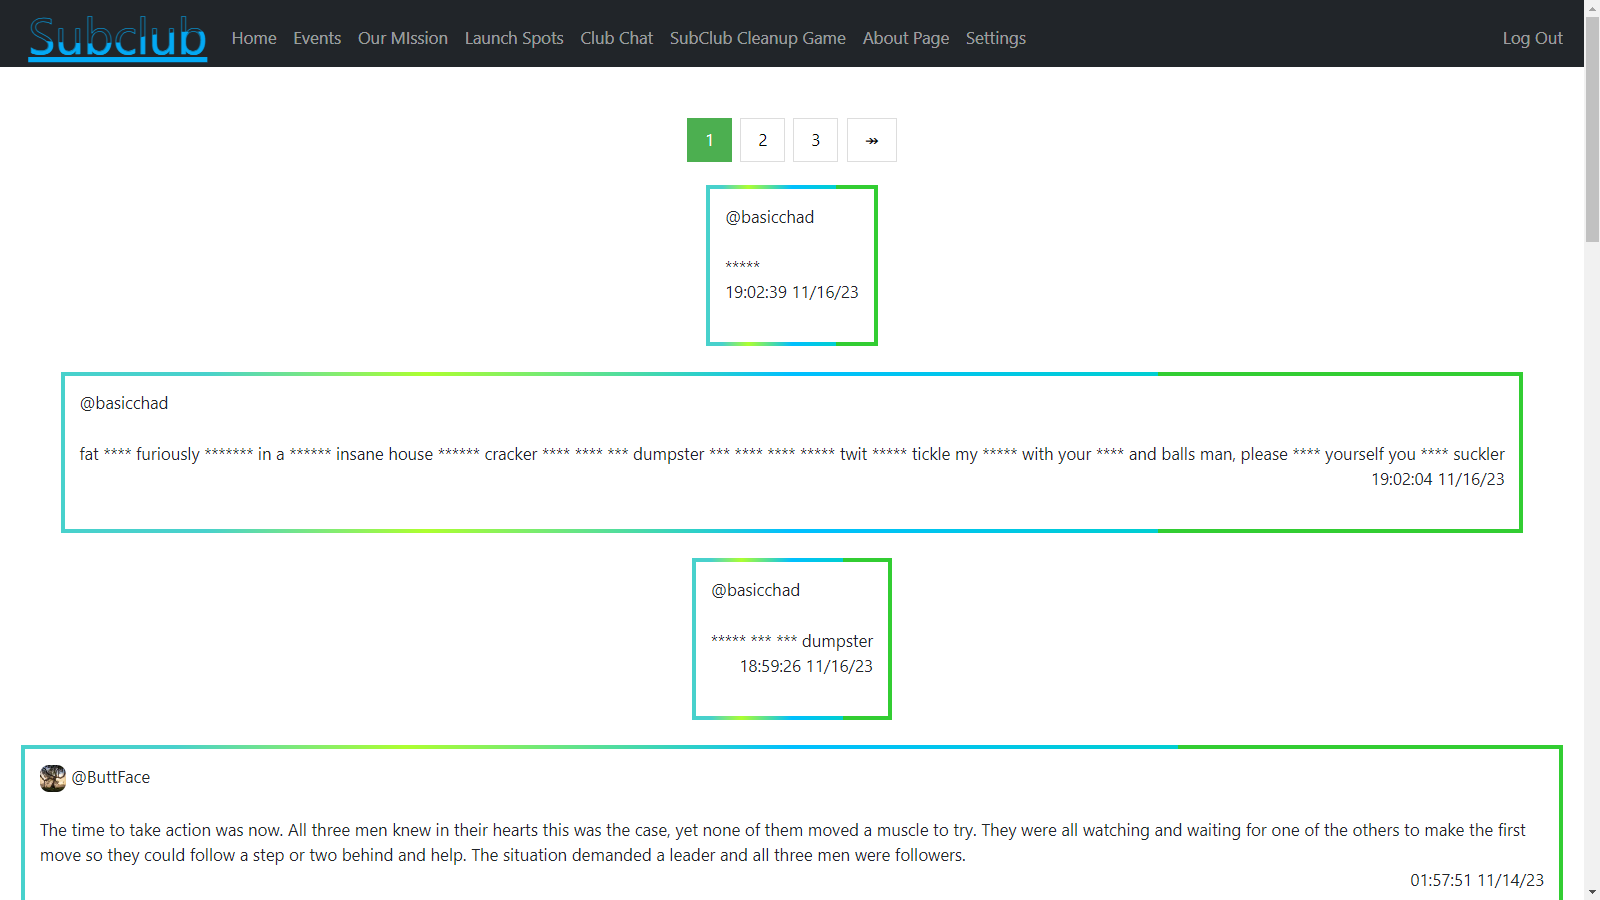 Subclub Home Events Our MIssion Launch Spots Club Chat SubClub Cleanup Game About Page Settings Log Out
1 2 3 ↠
@basicchad
*****
19:02:39 11/16/23
@basicchad
fat **** furiously ******* in a ****** insane house ****** cracker **** **** *** dumpster *** **** **** ***** twit ***** tickle my ***** with your **** and balls man, please **** yourself you **** suckler
19:02:04 11/16/23
@basicchad
***** *** *** dumpster
18:59:26 11/16/23
@ButtFace
The time to take action was now. All three men knew in their hearts this was the case, yet none of them moved a muscle to try. They were all watching and waiting for one of the others to make the first
move so they could follow a step or two behind and help. The situation demanded a leader and all three men were followers.
01:57:51 11/14/23